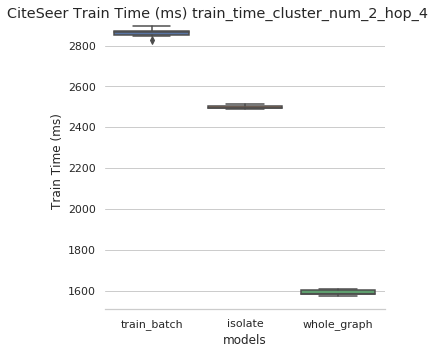 CiteSeer Train Time (ms) train_time_cluster_num_2_hop_4
2800
2600
2400
2200
2000
1800
1600
Train Time (ms)
train_batch
isolate
whole_graph
models